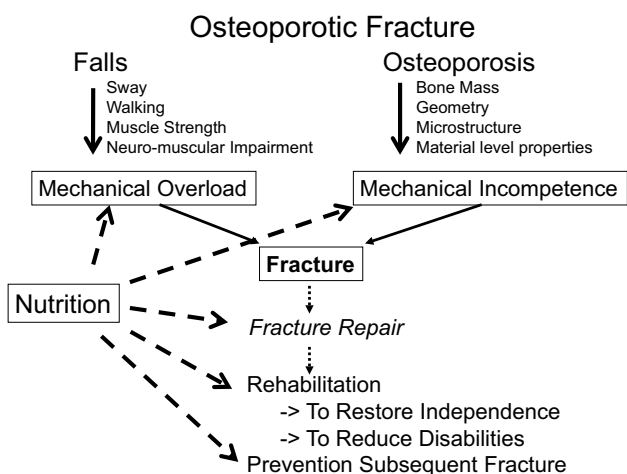 Osteoporotic Fracture
Falls
Sway
Walking
Muscle Strength
Neuro-muscular Impairment
Mechanical Overload
Osteoporosis
Bone Mass
Geometry
Microstructure
Material level properties
Mechanical Incompetence
Fracture
Nutrition
Fracture Repair
Rehabilitation
-> To Restore Independence
-> To Reduce Disabilities
Prevention Subsequent Fracture